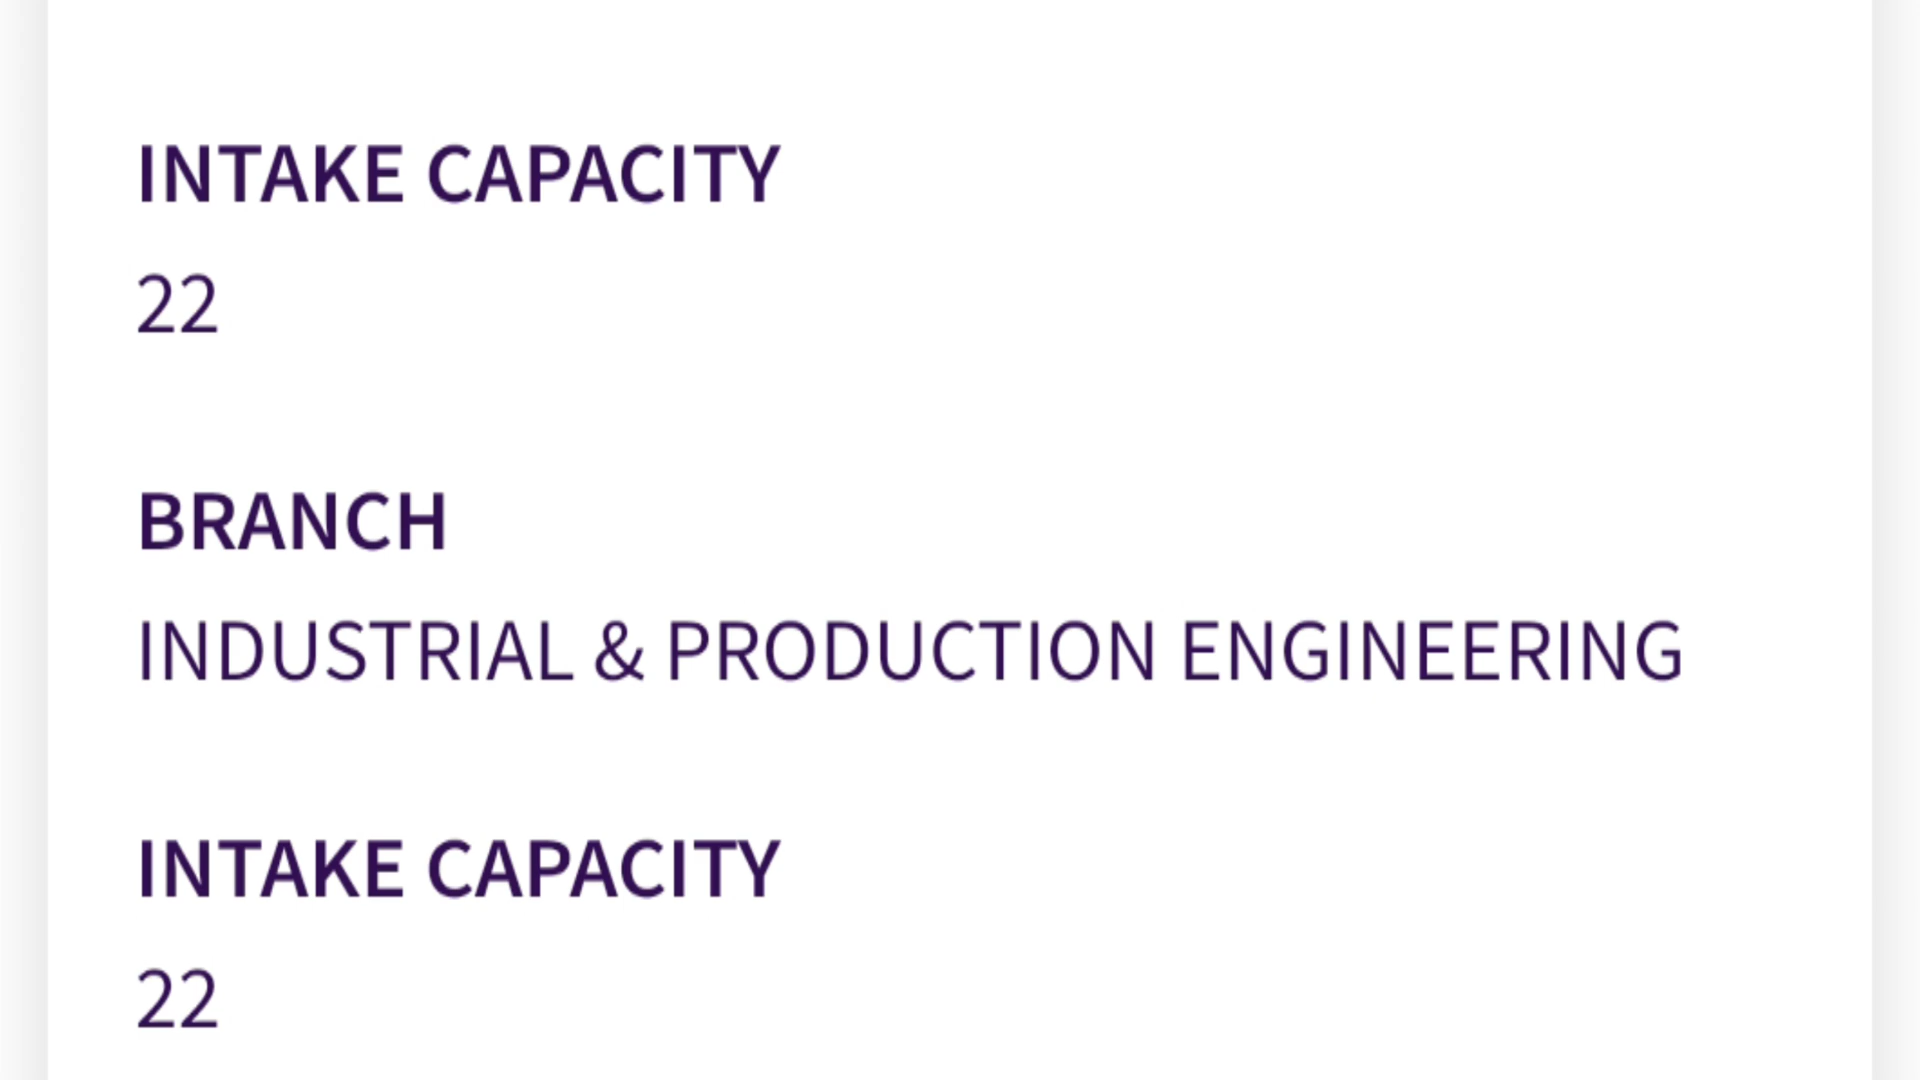 INTAKE CAPACITY
22
BRANCH
INDUSTRIAL & PRODUCTION ENGINEERING
INTAKE CAPACITY
22